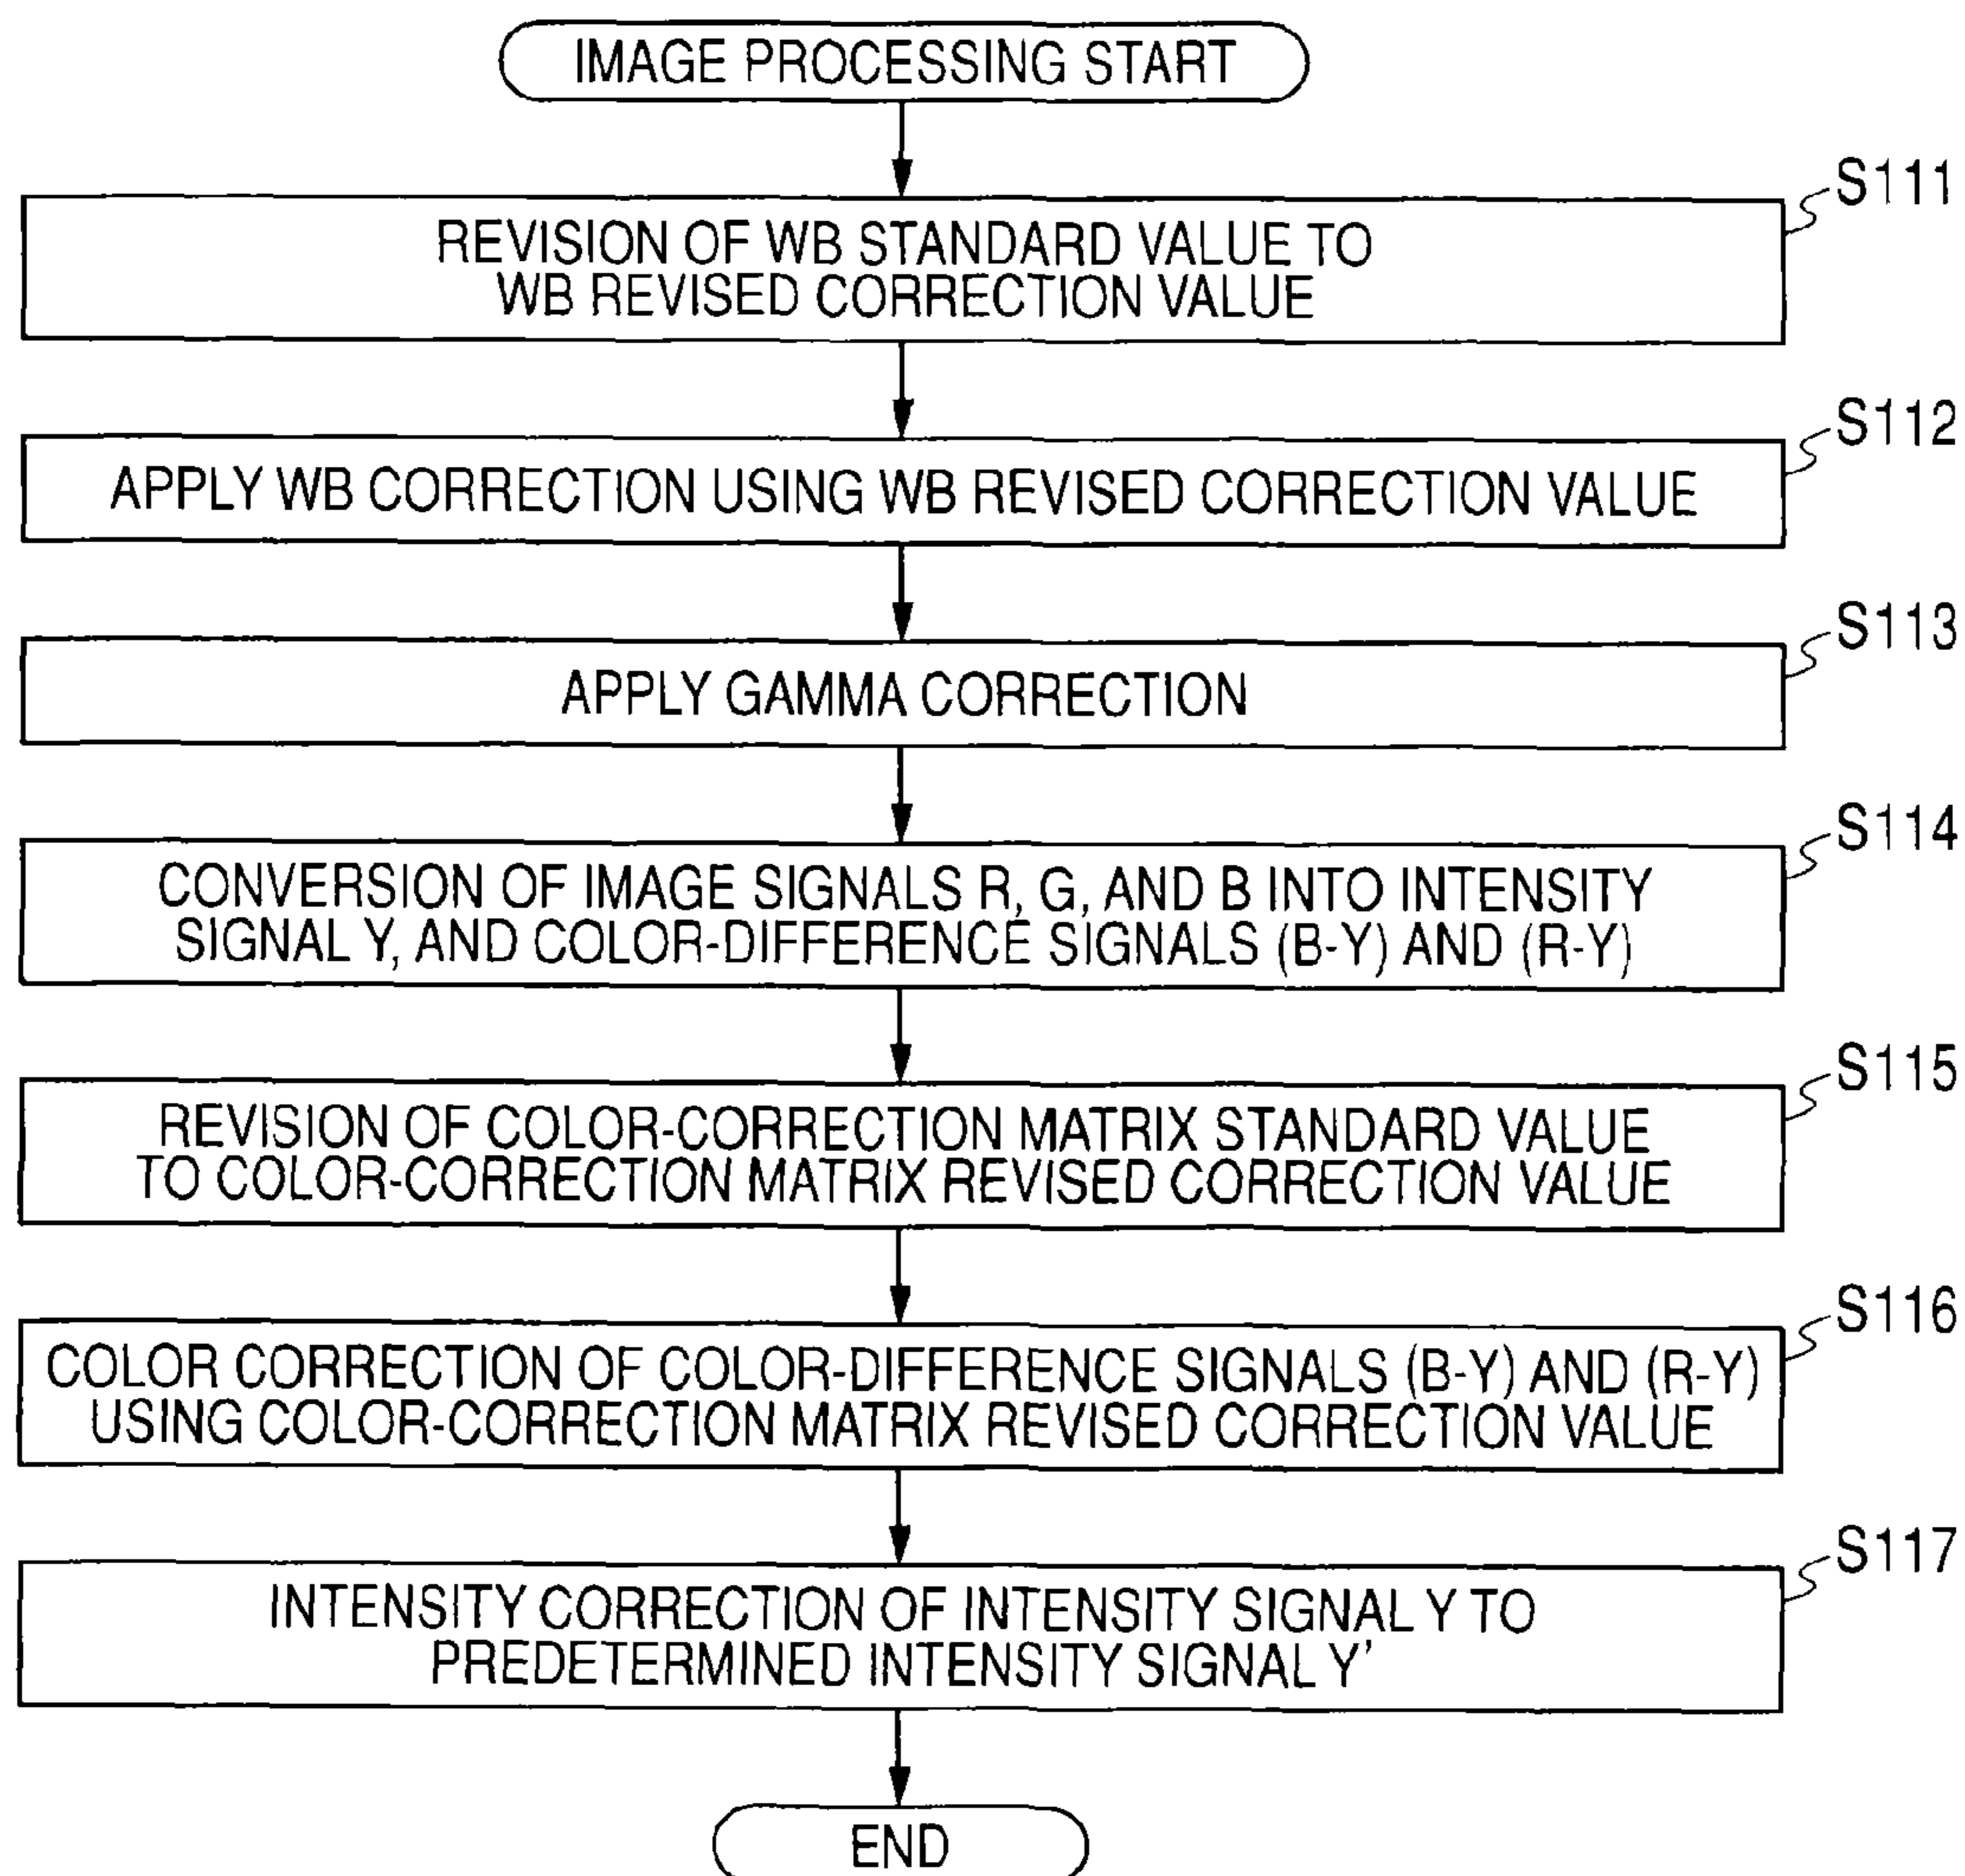 IMAGE PROCESSING START
S111
REVISION OF WB STANDARD VALUE TO
WB REVISED CORRECTION VALUE
S112
APPLY WB CORRECTION USING WB REVISED CORRECTION VALUE
S113
APPLY GAMMA CORRECTION
S114
CONVERSION OF IMAGE SIGNALS R, G, AND B INTO INTENSITY
SIGNAL Y, AND COLOR-DIFFERENCE SIGNALS (B-Y) AND (R-Y)
S115
REVISION OF COLOR-CORRECTION MATRIX STANDARD VALUE
TO COLOR-CORRECTION MATRIX REVISED CORRECTION VALUE
S116
COLOR CORRECTION OF COLOR-DIFFERENCE SIGNALS (B-Y) AND (R-Y)
USING COLOR-CORRECTION MATRIX REVISED CORRECTION VALUE
S117
INTENSITY CORRECTION OF INTENSITY SIGNAL Y TO
PREDETERMINED INTENSITY SIGNAL Y'
END